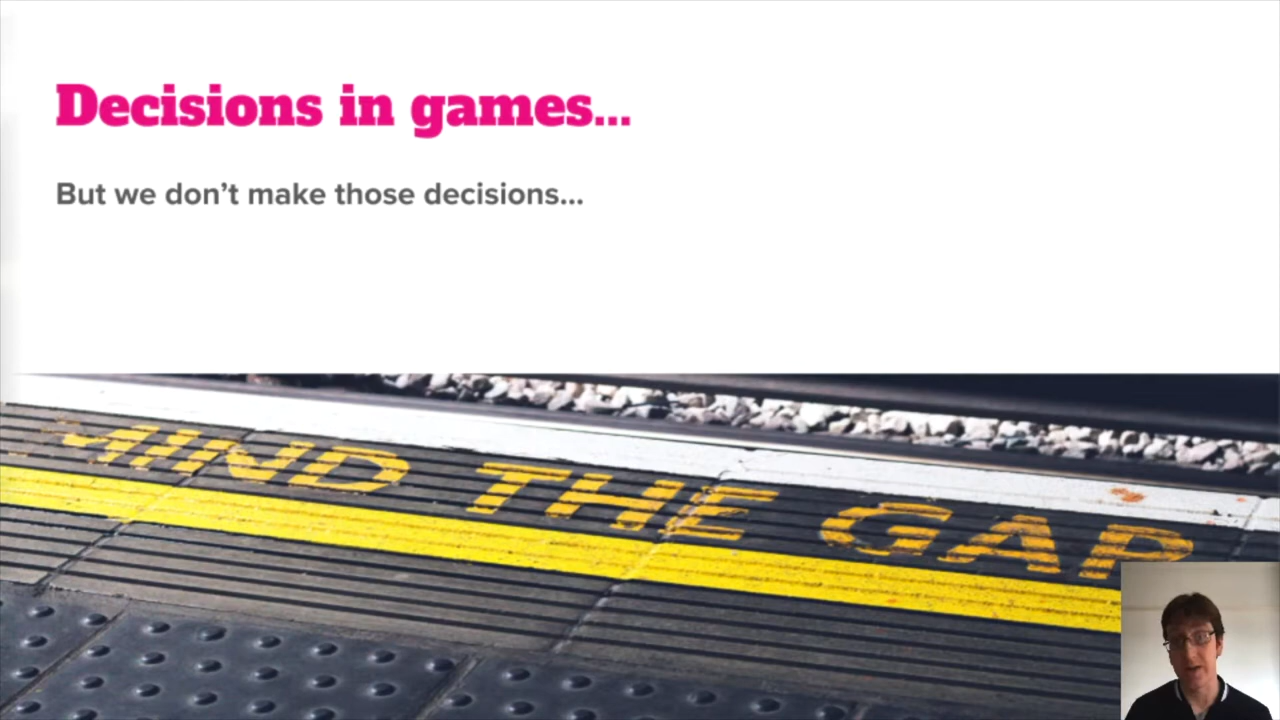 Decisions in games...
But we don't make those decisions...
MIND THE GAP